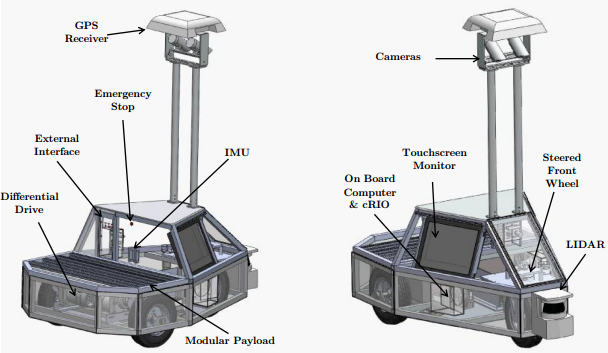 GPS
Receiver
Emergency
Stop
External
Interface
IMU
Differential
Drive
Modular Payload
Cameras
Touchscreen
Monitor
On Board
Computer
& cRIO
Steered
Front
Wheel
LIDAR